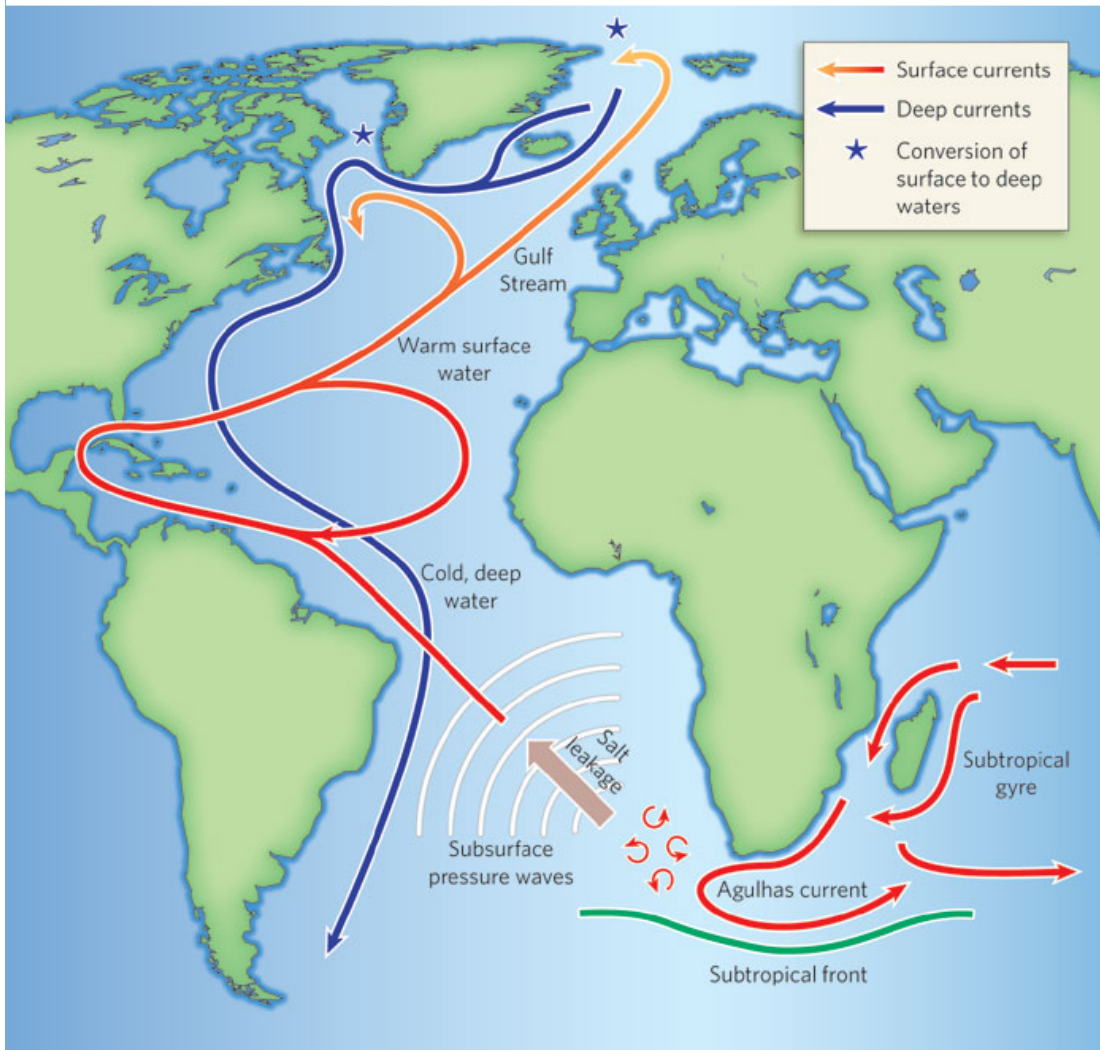 Surface currents
Deep currents
Conversion of
surface to deep
waters
Gulf
Stream
Warm surface
water
Cold, deep
water
Salt
leakage
Subtropical
gyre
Subsurface
pressure waves
Agulhas current
Subtropical front